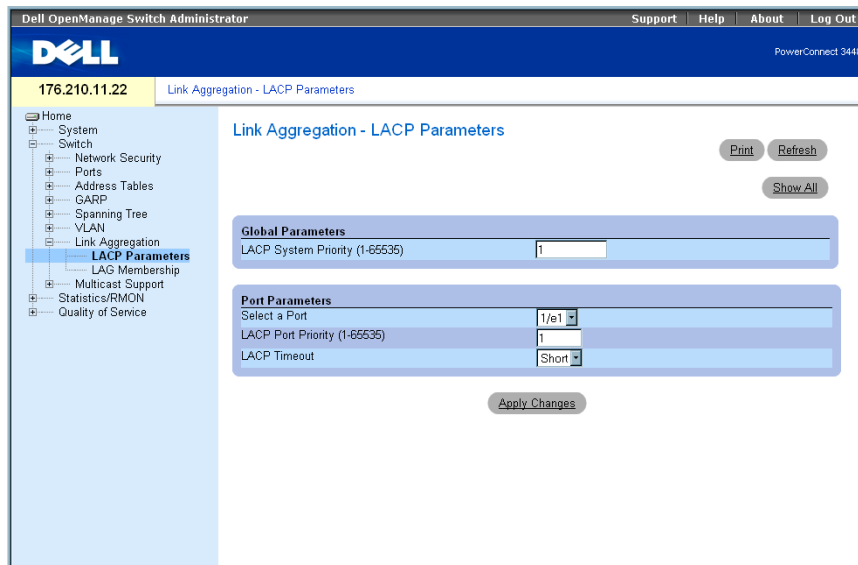 Dell OpenManage Switch Administrator
Support Help About Log Out
DELL
PowerConnect 3448
176.210.11.22
Link Aggregation - LACP Parameters
Home
System
Switch
Network Security
Ports
Address Tables
GARP
Spanning Tree
VLAN
Link Aggregation
LACP Parameters
LAG Membership
Multicast Support
Statistics/RMON
Quality of Service
Link Aggregation - LACP Parameters
Print Refresh
Show All
Global Parameters
LACP System Priority (1-65535) 1
Port Parameters
Select a Port 1/e1
LACP Port Priority (1-65535) 1
LACP Timeout Short
Apply Changes